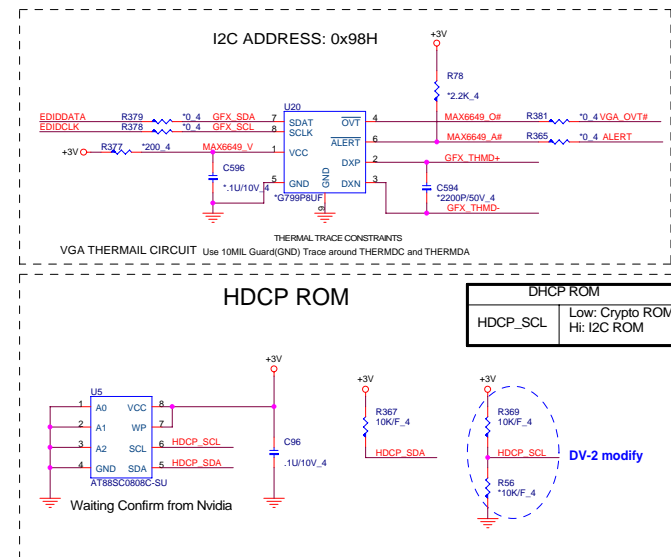 I2C ADDRESS: 0x98H
+3V
R78
*2.2K_4
U20
EDIDDATA R379 *0_4 GFX_SDA 7 SDAT OVT 4 MAX6649_O# R381 *0_4 VGA_OVT#
EDIDCLK R378 *0_4 GFX_SCL 8 SCLK
ALERT 6 MAX6649_A# R365 *0_4 ALERT
+3V R377 *200_4 MAX6649_V 1 VCC
DXP 2 GFX_THMD+
C596
*.1U/10V_4
5 GND GND DXN 3
C594
*2200P/50V_4
*G799P8UF 9
GFX_THMD-
THERMAL TRACE CONSTRAINTS
VGA THERMAIL CIRCUIT Use 10MIL Guard(GND) Trace around THERMDC and THERMDA
HDCP ROM
DHCP ROM
HDCP_SCL Low: Crypto ROM
Hi: I2C ROM
+3V
+3V
+3V
U5
1 A0 VCC 8
2 A1 WP 7
3 A2 SCL 6 HDCP_SCL
4 GND SDA 5 HDCP_SDA
AT88SC0808C-SU
C96
.1U/10V_4
R367
10K/F_4
HDCP_SDA
R369
10K/F_4
HDCP_SCL
DV-2 modify
R56
*10K/F_4
Waiting Confirm from Nvidia